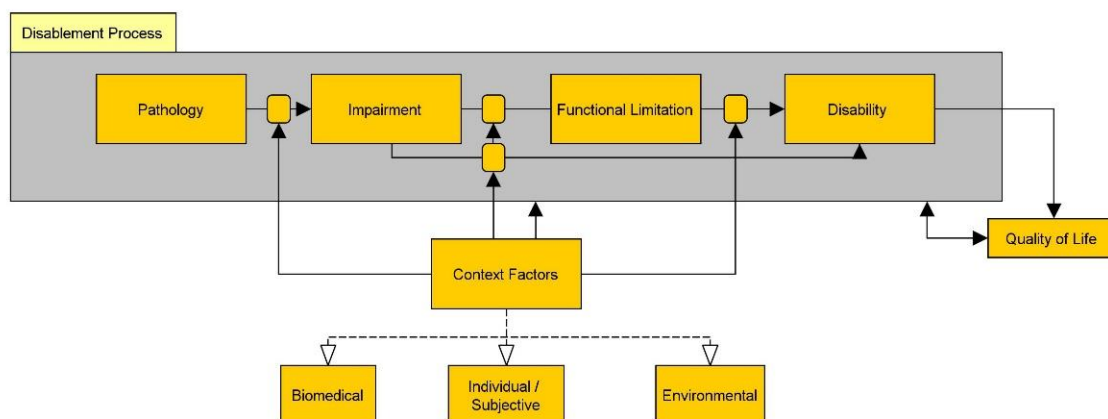 Disablement Process
Pathology
Impairment
Functional Limitation
Disability
Quality of Life
Context Factors
Biomedical
Individual /
Subjective
Environmental